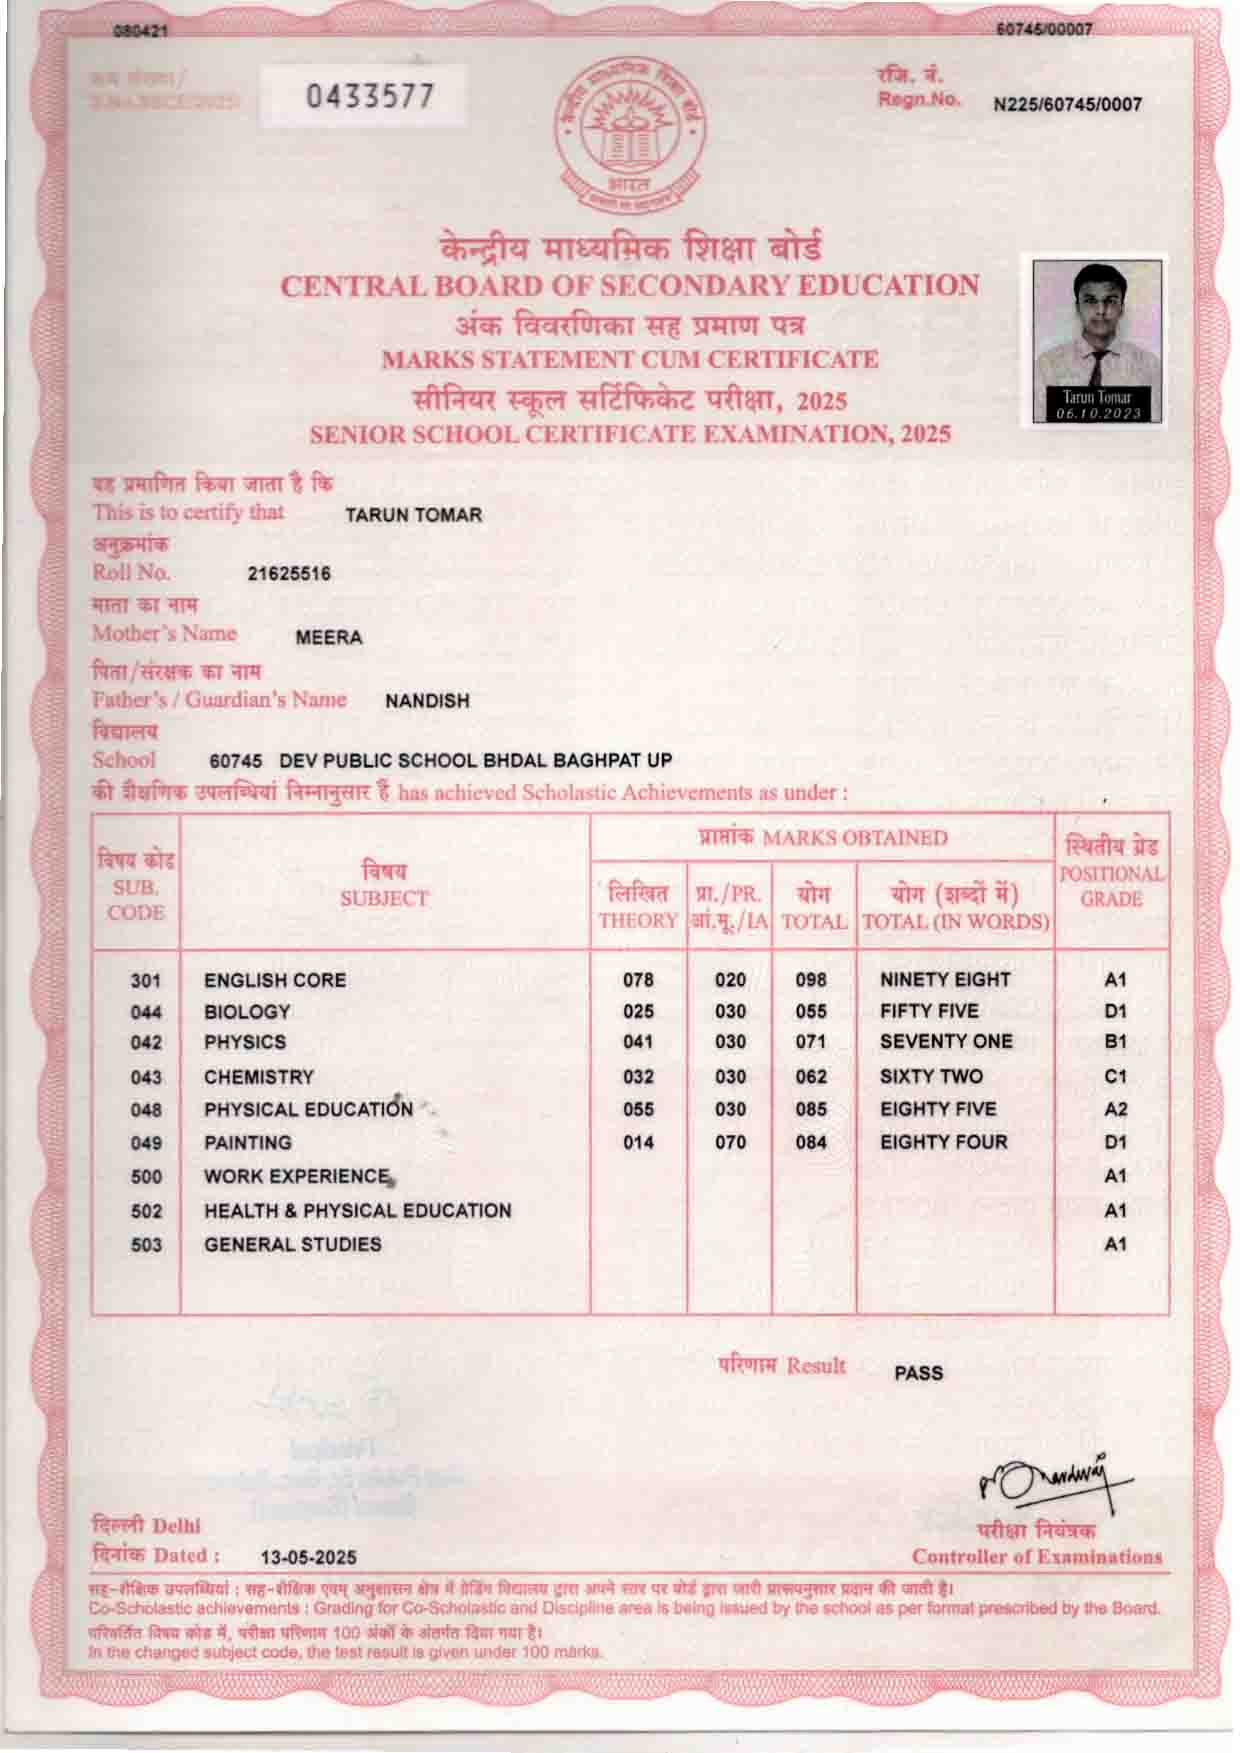 080421
60745/00007
क्रम संख्या/
S.No.SSCE/2025/
0433577
रजि. नं.
Regn.No.
N225/60745/0007
भारत
केन्द्रीय माध्यमिक शिक्षा बोर्ड
CENTRAL BOARD OF SECONDARY EDUCATION
अंक विवरणिका सह प्रमाण पत्र
MARKS STATEMENT CUM CERTIFICATE
सीनियर स्कूल सर्टिफिकेट परीक्षा, 2025
SENIOR SCHOOL CERTIFICATE EXAMINATION, 2025
Tarun Tomar
06.10.2023
यह प्रमाणित किया जाता है कि
This is to certify that TARUN TOMAR
अनुक्रमांक
Roll No. 21625516
माता का नाम
Mother's Name MEERA
पिता/संरक्षक का नाम
Father's / Guardian's Name NANDISH
विद्यालय
School 60745 DEV PUBLIC SCHOOL BHDAL BAGHPAT UP
की शैक्षणिक उपलब्धियां निम्नानुसार हैं has achieved Scholastic Achievements as under :
विषय कोड
SUB.
CODE
विषय
SUBJECT
प्राप्तांक MARKS OBTAINED
लिखित
THEORY
प्रा./PR.
आं.मू./IA
योग
TOTAL
योग (शब्दों में)
TOTAL (IN WORDS)
स्थितीय ग्रेड
POSITIONAL
GRADE
301 ENGLISH CORE 078 020 098 NINETY EIGHT A1
044 BIOLOGY 025 030 055 FIFTY FIVE D1
042 PHYSICS 041 030 071 SEVENTY ONE B1
043 CHEMISTRY 032 030 062 SIXTY TWO C1
048 PHYSICAL EDUCATION 055 030 085 EIGHTY FIVE A2
049 PAINTING 014 070 084 EIGHTY FOUR D1
500 WORK EXPERIENCE A1
502 HEALTH & PHYSICAL EDUCATION A1
503 GENERAL STUDIES A1
परिणाम Result PASS
दिल्ली Delhi
दिनांक Dated : 13-05-2025
परीक्षा नियंत्रक
Controller of Examinations
सह-शैक्षिक उपलब्धियां : सह-शैक्षिक एवम् अनुशासन क्षेत्र में ग्रेडिंग विद्यालय द्वारा अपने स्तर पर बोर्ड द्वारा जारी प्रारूपनुसार प्रदान की जाती है।
Co-Scholastic achievements : Grading for Co-Scholastic and Discipline area is being issued by the school as per format prescribed by the Board.
परिवर्तित विषय कोड में, परीक्षा परिणाम 100 अंकों के अंतर्गत दिया गया है।
In the changed subject code, the test result is given under 100 marks.